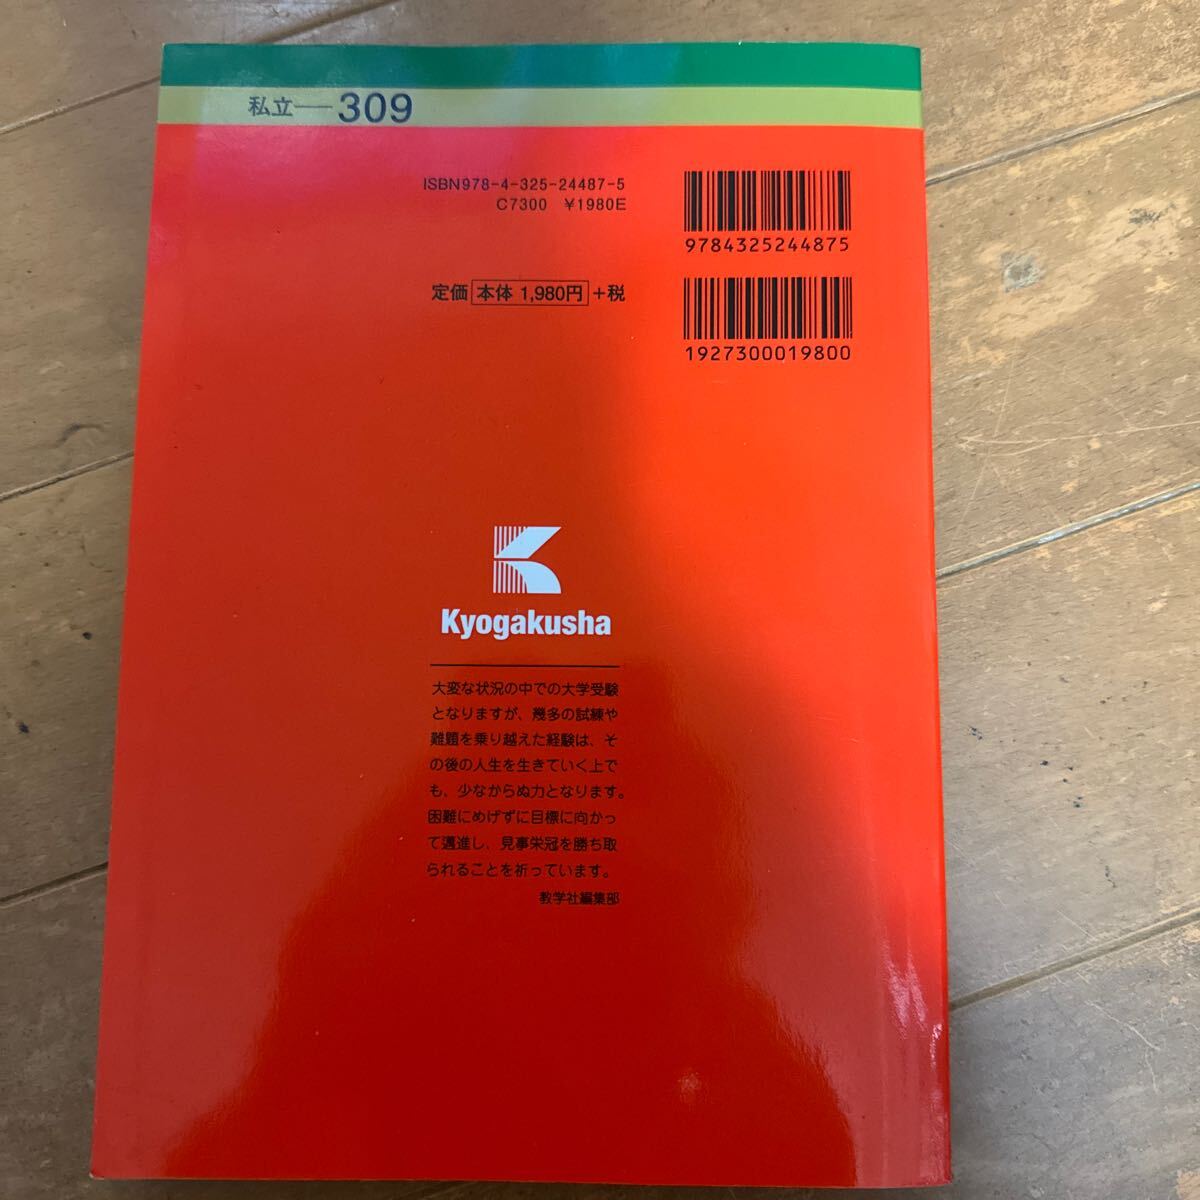 私立―309
ISBN978-4-325-24487-5
C7300 ¥1980E
9784325244875
定価 本体 1,980円 +税
1927300019800
Kyogakusha
大変な状況の中での大学受験
となりますが、幾多の試練や
難題を乗り越えた経験は、そ
の後の人生を生きていく上で
も、少なからぬ力となります。
困難にめげずに目標に向かっ
て邁進し、見事栄冠を勝ち取
られることを祈っています。
教学社編集部